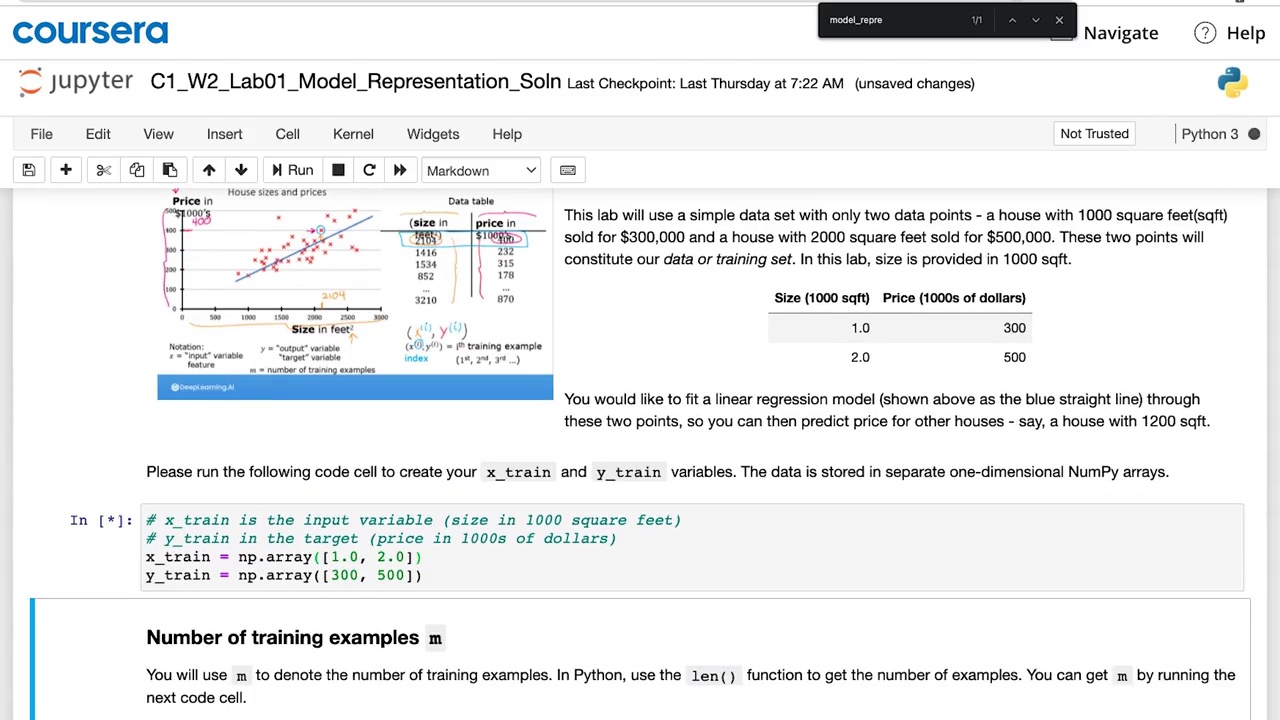 model_repre 1/1
coursera
Navigate
Help
jupyter C1_W2_Lab01_Model_Representation_Soln Last Checkpoint: Last Thursday at 7:22 AM (unsaved changes)
File Edit View Insert Cell Kernel Widgets Help
Not Trusted
Python 3
Run
Markdown
Price in
$1000's
House sizes and prices
500
400
400
300
200
100
0
0 500 1000 1500 2000 2500 3000
2104
Size in feet²
Data table
(size in
price in
$1000's
2104 400
1416 232
1534 315
852 178
... ...
3210 870
(x(i), y(i))
(x(i), y(i)) = ith training example
index
(1st, 2nd, 3rd ...)
Notation:
x = "input" variable
feature
y = "output" variable
"target" variable
m = number of training examples
DeepLearning.AI
This lab will use a simple data set with only two data points - a house with 1000 square feet(sqft)
sold for $300,000 and a house with 2000 square feet sold for $500,000. These two points will
constitute our data or training set. In this lab, size is provided in 1000 sqft.
Size (1000 sqft) Price (1000s of dollars)
1.0 300
2.0 500
You would like to fit a linear regression model (shown above as the blue straight line) through
these two points, so you can then predict price for other houses - say, a house with 1200 sqft.
Please run the following code cell to create your x_train and y_train variables. The data is stored in separate one-dimensional NumPy arrays.
In [*]:
# x_train is the input variable (size in 1000 square feet)
# y_train in the target (price in 1000s of dollars)
x_train = np.array([1.0, 2.0])
y_train = np.array([300, 500])
Number of training examples m
You will use m to denote the number of training examples. In Python, use the len() function to get the number of examples. You can get m by running the
next code cell.